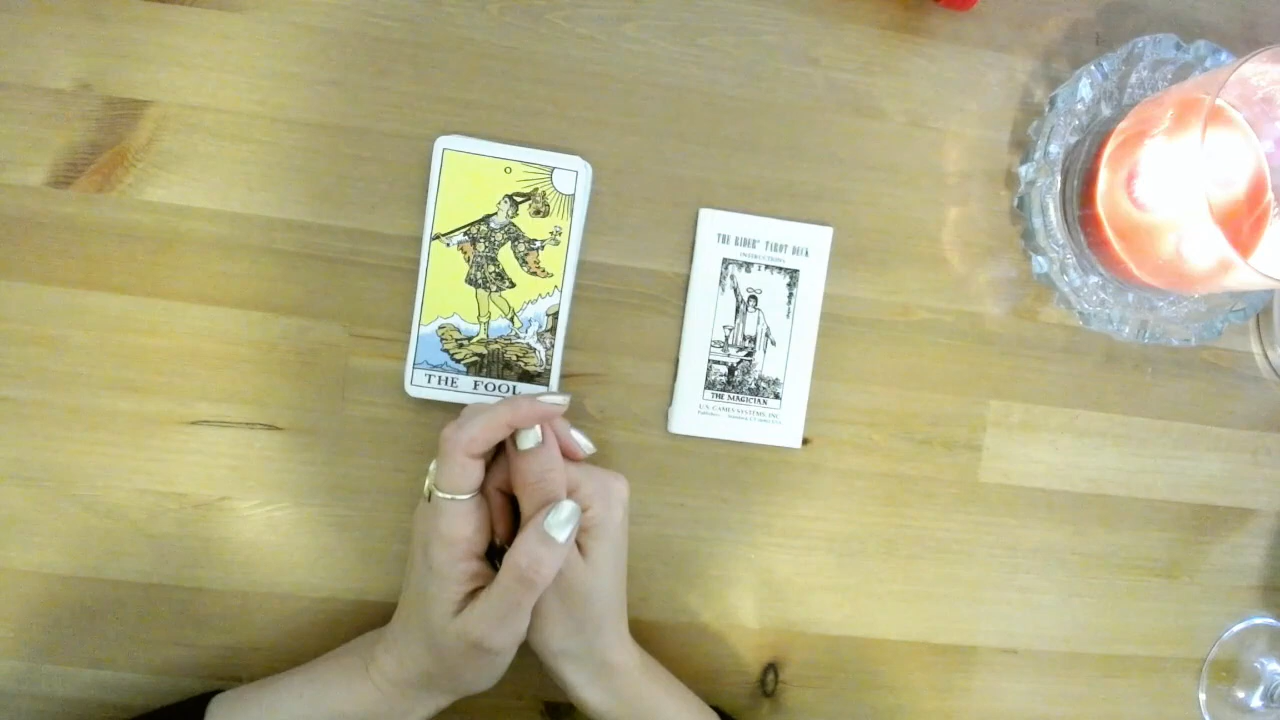 0
THE FOOL
THE RIDER® TAROT DECK
INSTRUCTIONS
I
THE MAGICIAN
U.S. GAMES SYSTEMS, INC.